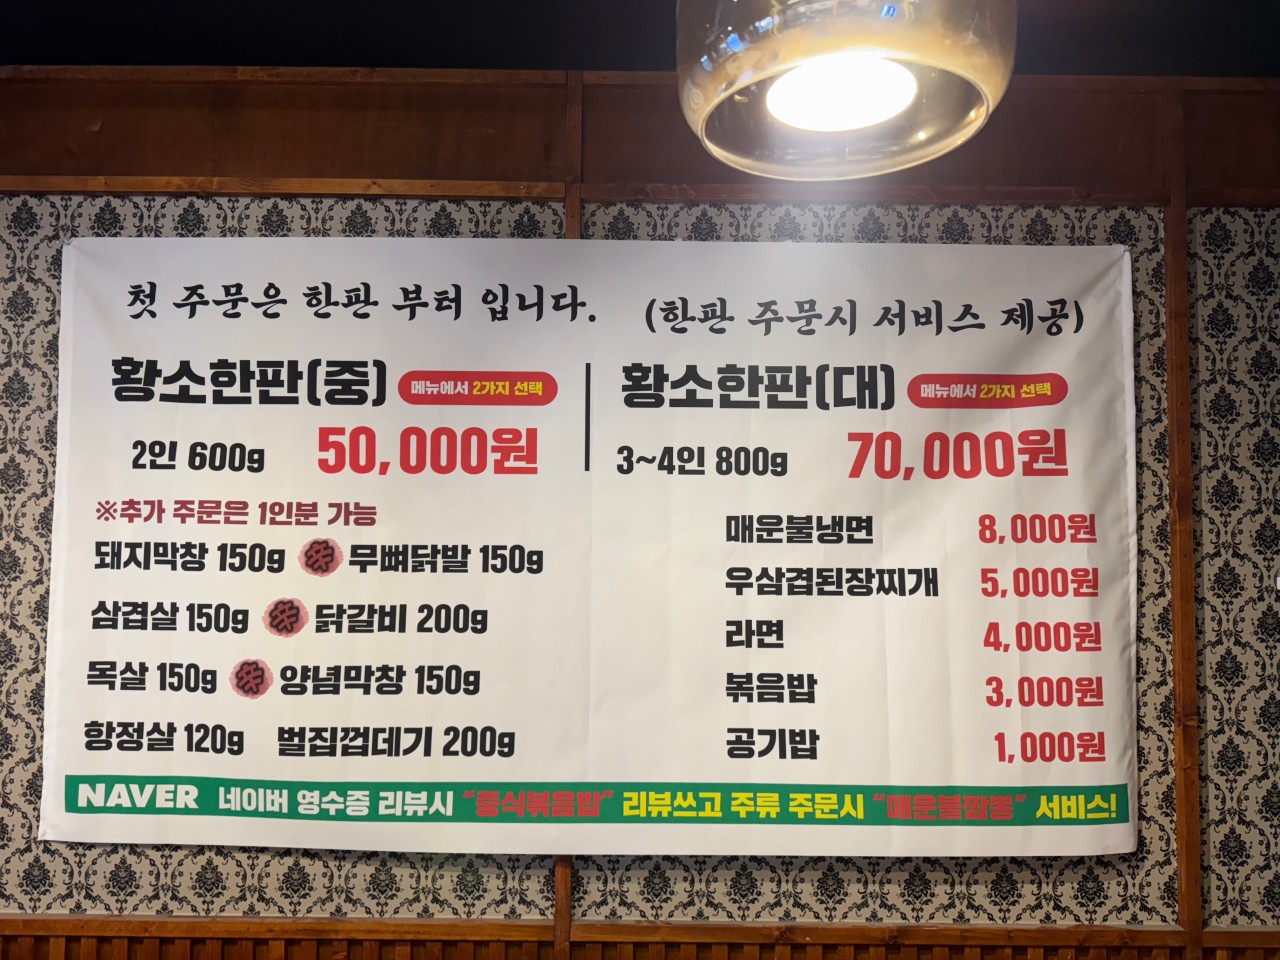 첫 주문은 한판 부터 입니다. (한판 주문시 서비스 제공)
황소한판(중) 메뉴에서 2가지 선택
2인 600g 50,000원
황소한판(대) 메뉴에서 2가지 선택
3~4인 800g 70,000원
※추가 주문은 1인분 가능
돼지막창 150g 辛 무뼈닭발 150g
삼겹살 150g 辛 닭갈비 200g
목살 150g 辛 양념막창 150g
항정살 120g 벌집껍데기 200g
매운불냉면 8,000원
우삼겹된장찌개 5,000원
라면 4,000원
볶음밥 3,000원
공기밥 1,000원
NAVER 네이버 영수증 리뷰시 "중식볶음밥" 리뷰쓰고 주류 주문시 "매운불짬뽕" 서비스!